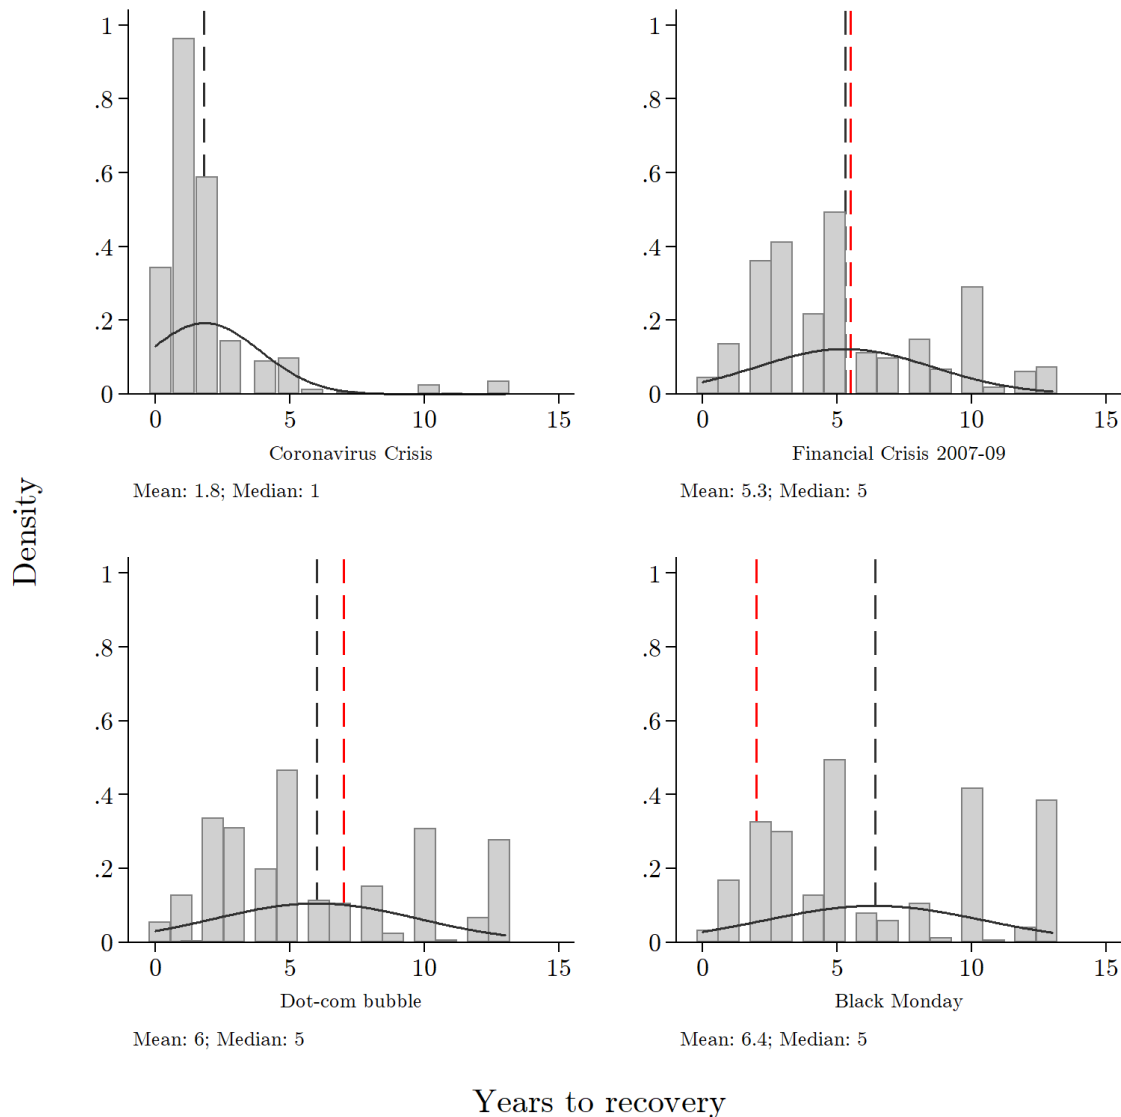 1
.8
.6
.4
.2
0
0 5 10 15
Coronavirus Crisis
Mean: 1.8; Median: 1
1
.8
.6
.4
.2
0
0 5 10 15
Financial Crisis 2007-09
Mean: 5.3; Median: 5
Density
1
.8
.6
.4
.2
0
0 5 10 15
Dot-com bubble
Mean: 6; Median: 5
1
.8
.6
.4
.2
0
0 5 10 15
Black Monday
Mean: 6.4; Median: 5
Years to recovery